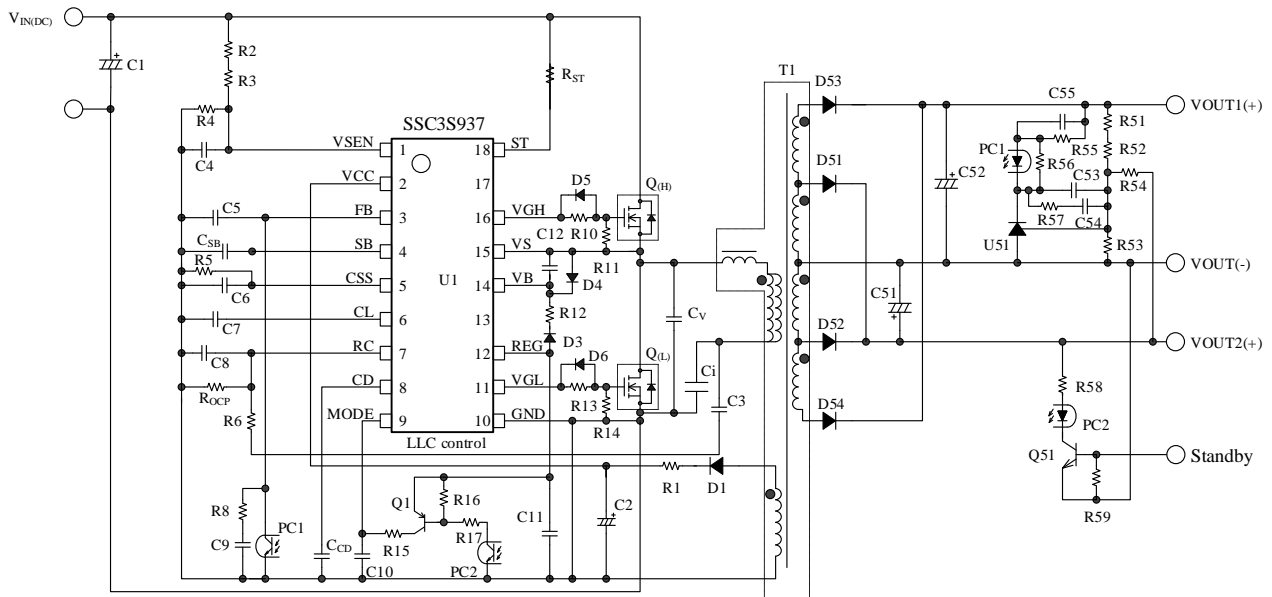 VIN(DC)
C1
R2
R3
R4
C4
RST
SSC3S937
VSEN
1
18
ST
VCC
2
17
C5
FB
3
16
VGH
D5
R10
Q(H)
CSB
SB
4
15
VS
C12
R11
R5
CSS
5
U1
14
VB
D4
C6
R12
C7
CL
6
13
D3
C8
RC
7
12
REG
D6
Q(L)
ROCP
CD
8
11
VGL
R13
R14
R6
MODE
9
10
GND
LLC control
CV
Ci
C3
T1
D53
D51
D52
D54
C52
C51
C55
PC1
R55
R56
C53
R57
C54
U51
R51
R52
R54
R53
VOUT1(+)
VOUT(-)
VOUT2(+)
R58
PC2
Q51
R59
Standby
R1
D1
C2
R8
C9
PC1
CCD
C10
Q1
R15
R16
R17
PC2
C11